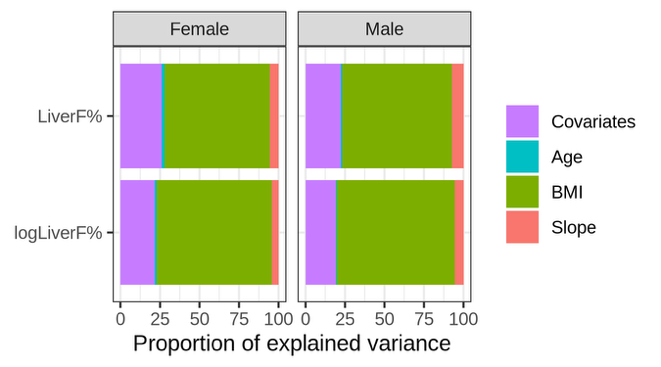 Female Male
LiverF%
logLiverF%
0 25 50 75 100 0 25 50 75 100
Proportion of explained variance
Covariates
Age
BMI
Slope